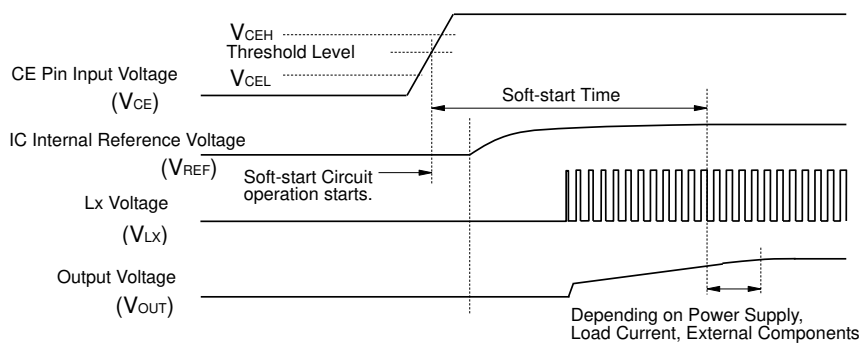 VCEH
Threshold Level
VCEL
CE Pin Input Voltage
(VCE)
Soft-start Time
IC Internal Reference Voltage
(VREF)
Soft-start Circuit
operation starts.
Lx Voltage
(VLX)
Output Voltage
(VOUT)
Depending on Power Supply,
Load Current, External Components